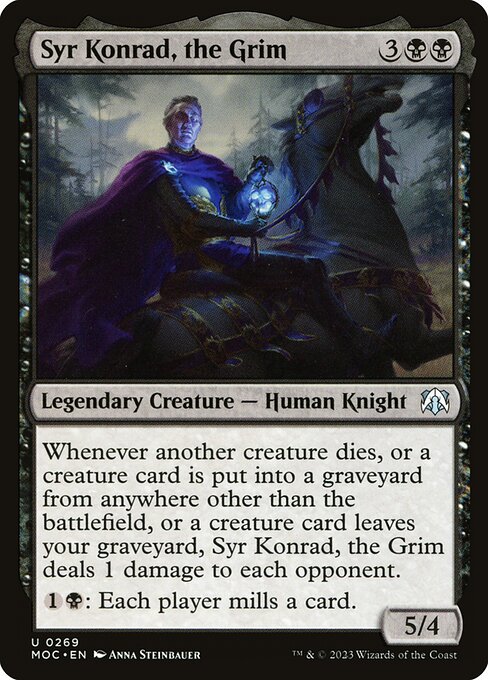 Syr Konrad, the Grim 3
Legendary Creature — Human Knight
Whenever another creature dies, or a
creature card is put into a graveyard
from anywhere other than the
battlefield, or a creature card leaves
your graveyard, Syr Konrad, the Grim
deals 1 damage to each opponent.
1 : Each player mills a card.
5/4
U 0269
MOC • EN Anna Steinbauer ™ & © 2023 Wizards of the Coast